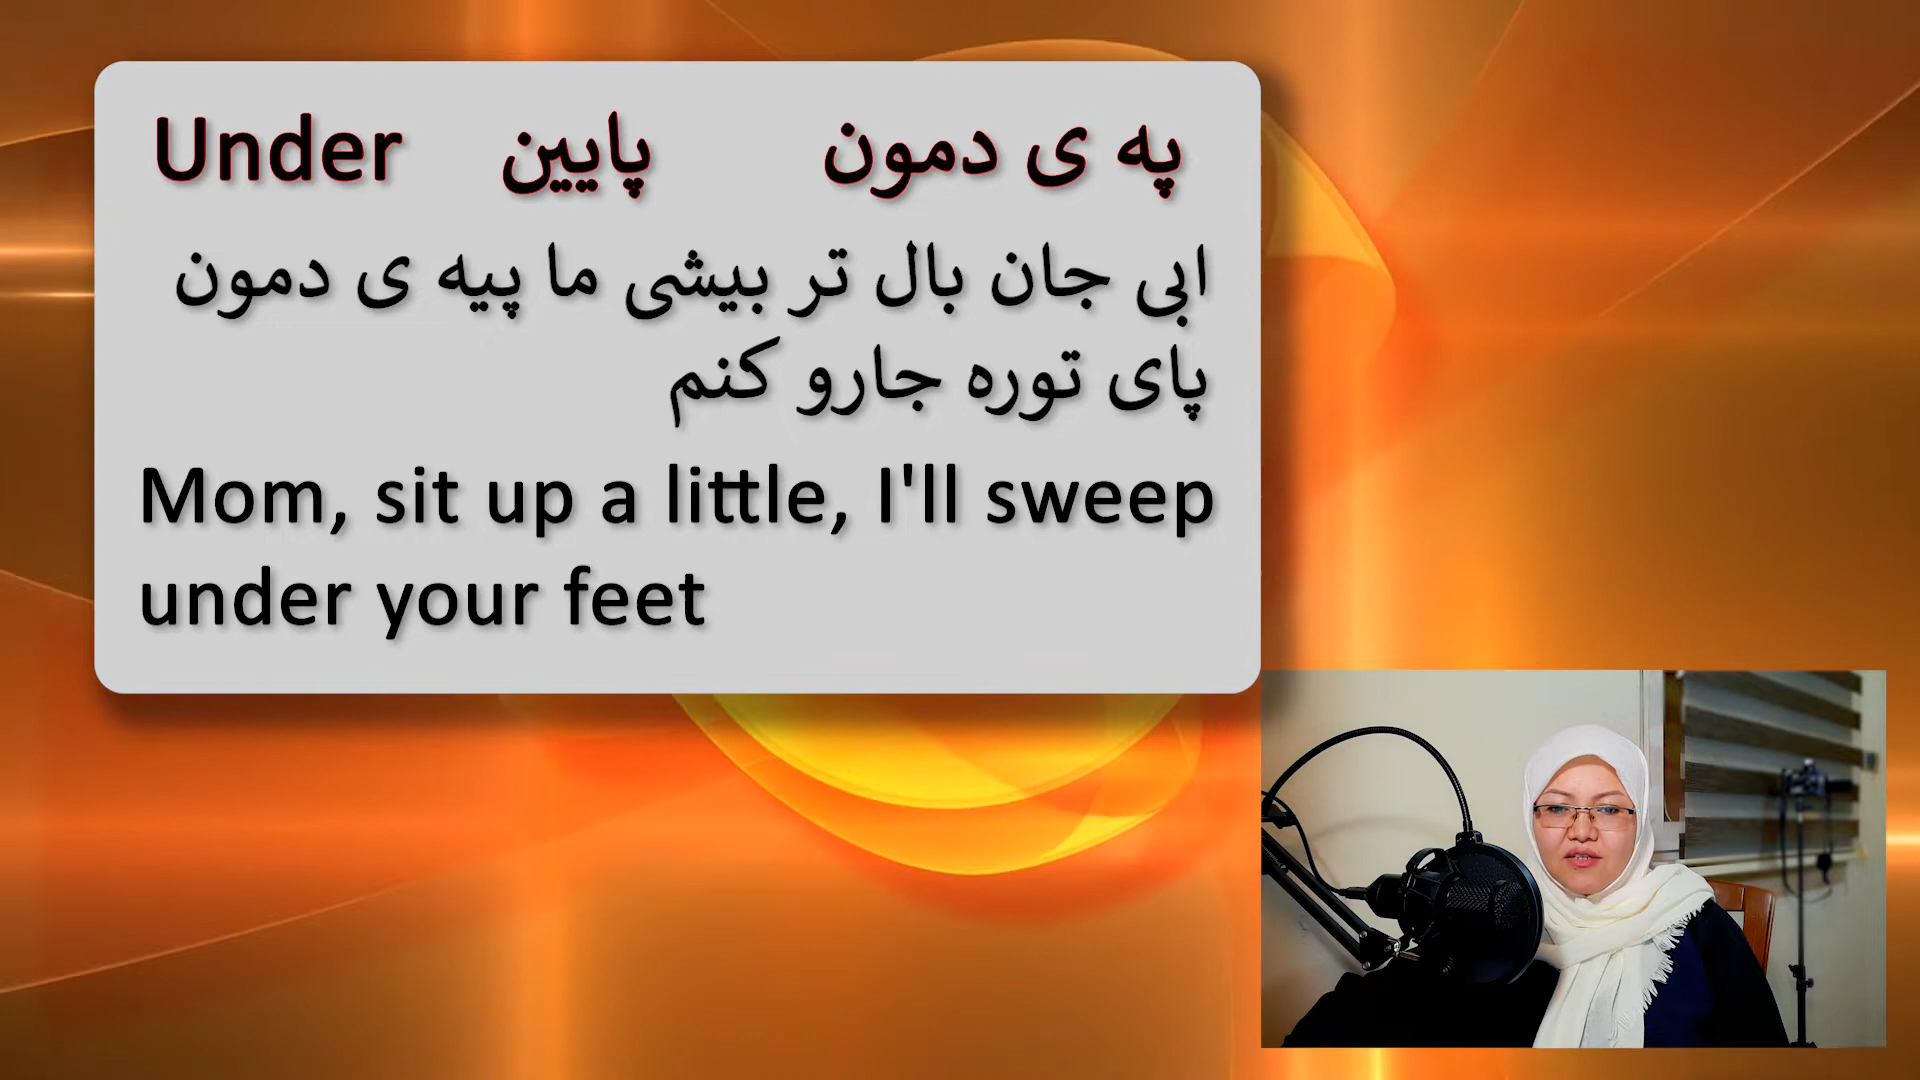 Under پایین په ی دمون
ابی جان بال تر بیشی ما پیه ی دمون
پای توره جارو کنم
Mom, sit up a little, I'll sweep
under your feet